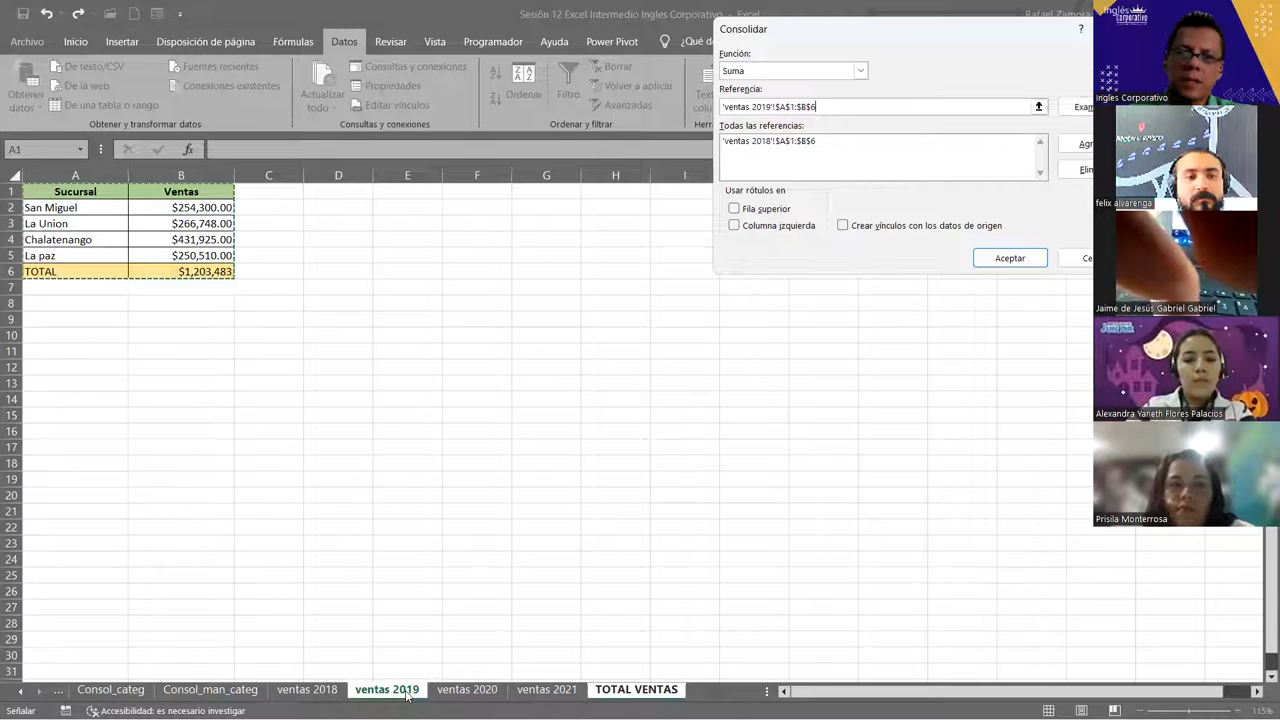 Sesión 12 Excel Intermedio Ingles Corporativo - Excel
Rafael Zamora
Archivo Inicio Insertar Disposición de página Fórmulas Datos Revisar Vista Programador Ayuda Power Pivot ¿Qué de
Obtener datos
De texto/CSV
De la web
De una tabla o rango
Fuentes recientes
Conexiones existentes
Obtener y transformar datos
Actualizar todo
Consultas y conexiones
Propiedades
Editar vínculos
Consultas y conexiones
Ordenar
Filtro
Borrar
Volver a aplicar
Avanzadas
Ordenar y filtrar
Consolidar
?
Función:
Suma
Referencia:
'ventas 2019'!$A$1:$B$6
Exam
Todas las referencias:
'ventas 2018'!$A$1:$B$6
Agr
Elin
Usar rótulos en
Fila superior
Columna izquierda
Crear vínculos con los datos de origen
Aceptar
Ce
A1
fx
A B C D E F G H I
1 Sucursal Ventas
2 San Miguel $254,300.00
3 La Union $266,748.00
4 Chalatenango $431,925.00
5 La paz $250,510.00
6 TOTAL $1,203,483
7
8
9
10
11
12
13
14
15
16
17
18
19
20
21
22
23
24
25
26
27
28
29
30
31
Inglés Corporativo
Ingles Corporativo
felix alvarenga
Jaime de Jesús Gabriel Gabriel
Alexandra Yaneth Flores Palacios
Prisila Monterrosa
... Consol_categ Consol_man_categ ventas 2018 ventas 2019 ventas 2020 ventas 2021 TOTAL VENTAS
Señalar
Accesibilidad: es necesario investigar
115%